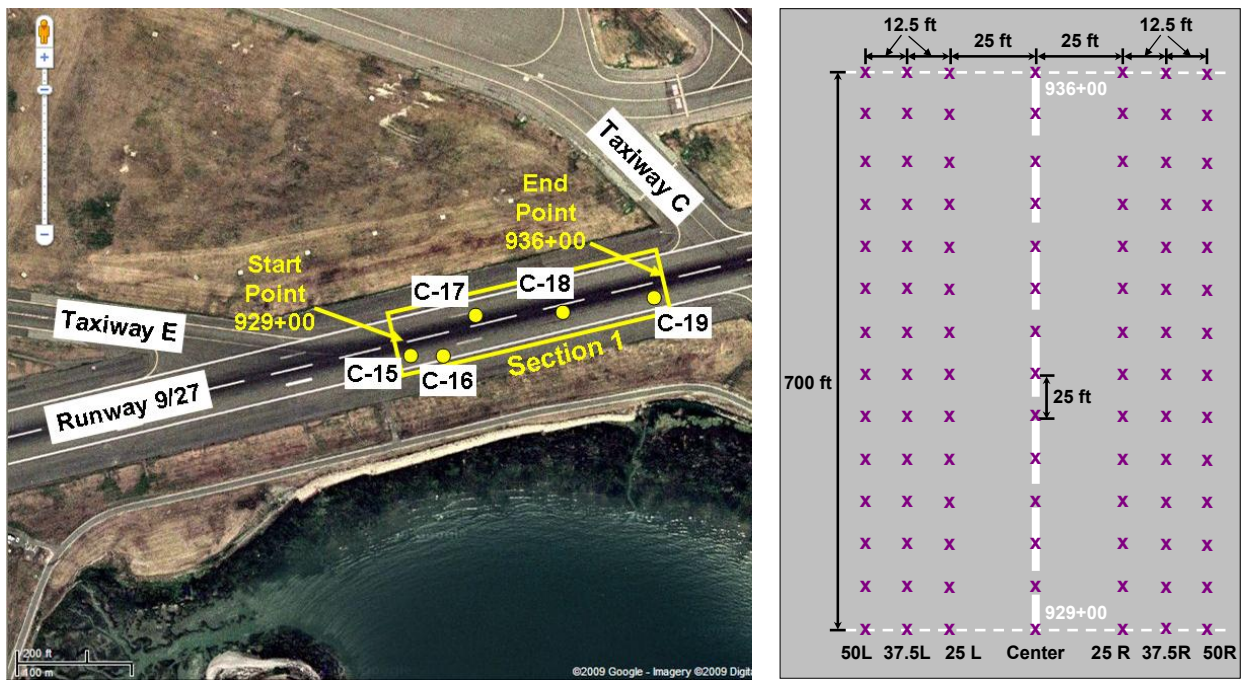 Taxiway C
End
Point
936+00
Start
Point
929+00
C-17
C-18
Taxiway E
C-19
C-15
C-16
Section 1
Runway 9/27
200 ft
100 m
©2009 Google - Imagery ©2009 Digit
12.5 ft
25 ft
25 ft
12.5 ft
936+00
700 ft
25 ft
929+00
50L 37.5L 25 L Center 25 R 37.5R 50R